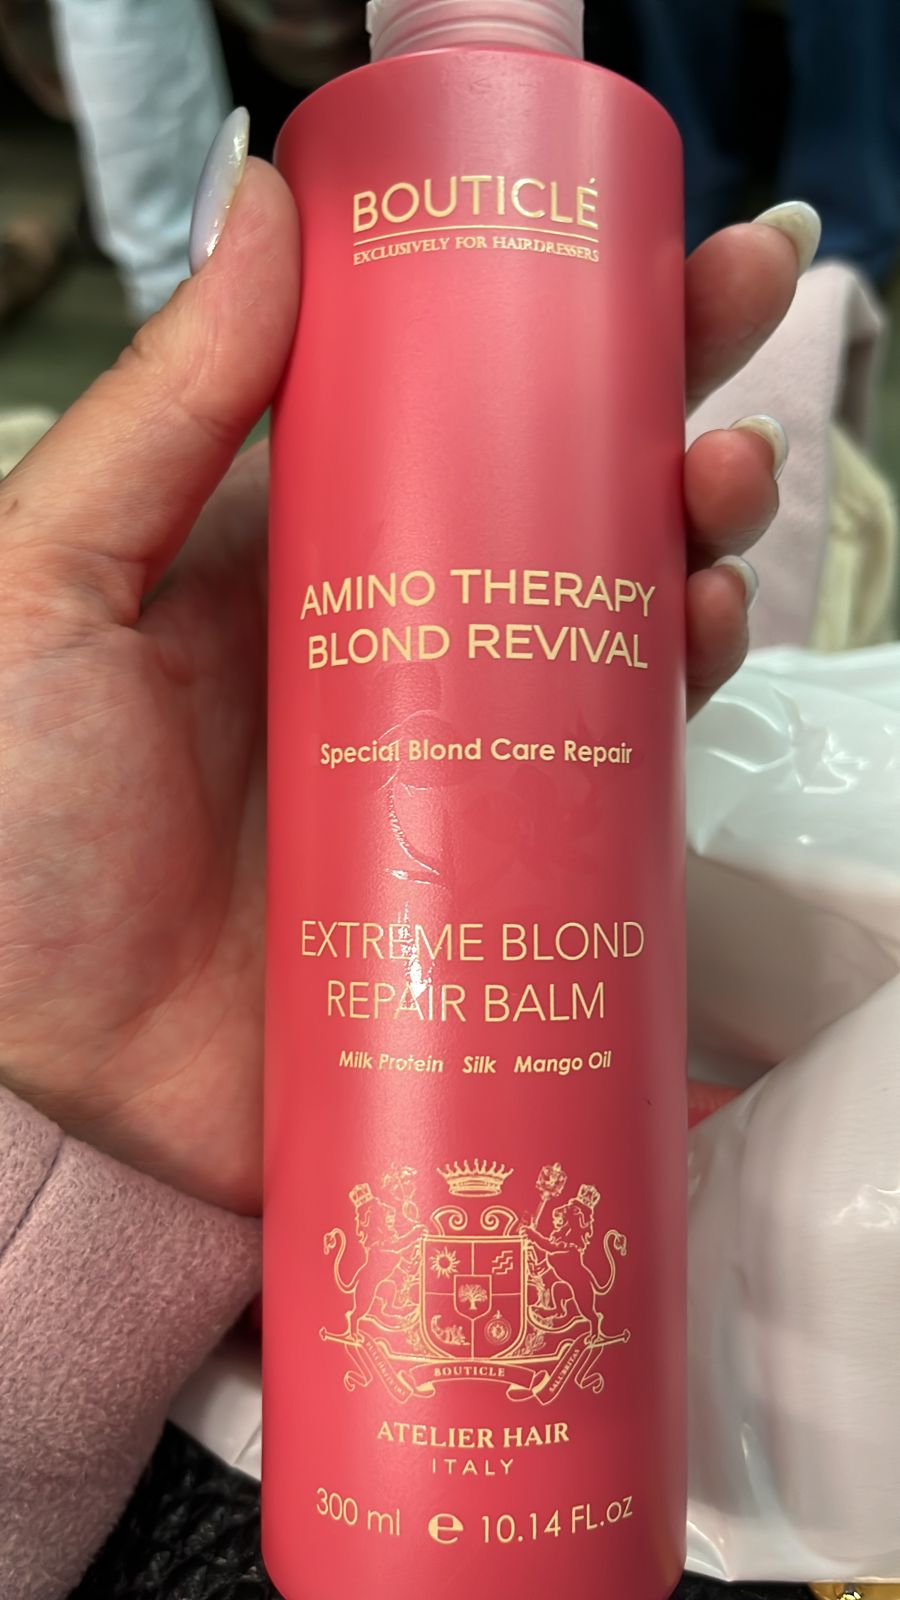 BOUTICLÉ
EXCLUSIVELY FOR HAIRDRESSERS
AMINO THERAPY
BLOND REVIVAL
Special Blond Care Repair
EXTREME BLOND
REPAIR BALM
Milk Protein Silk Mango Oil
BOUTICLE
SALUBRITAS
ATELIER HAIR
ITALY
300 ml e 10.14 FL.oz